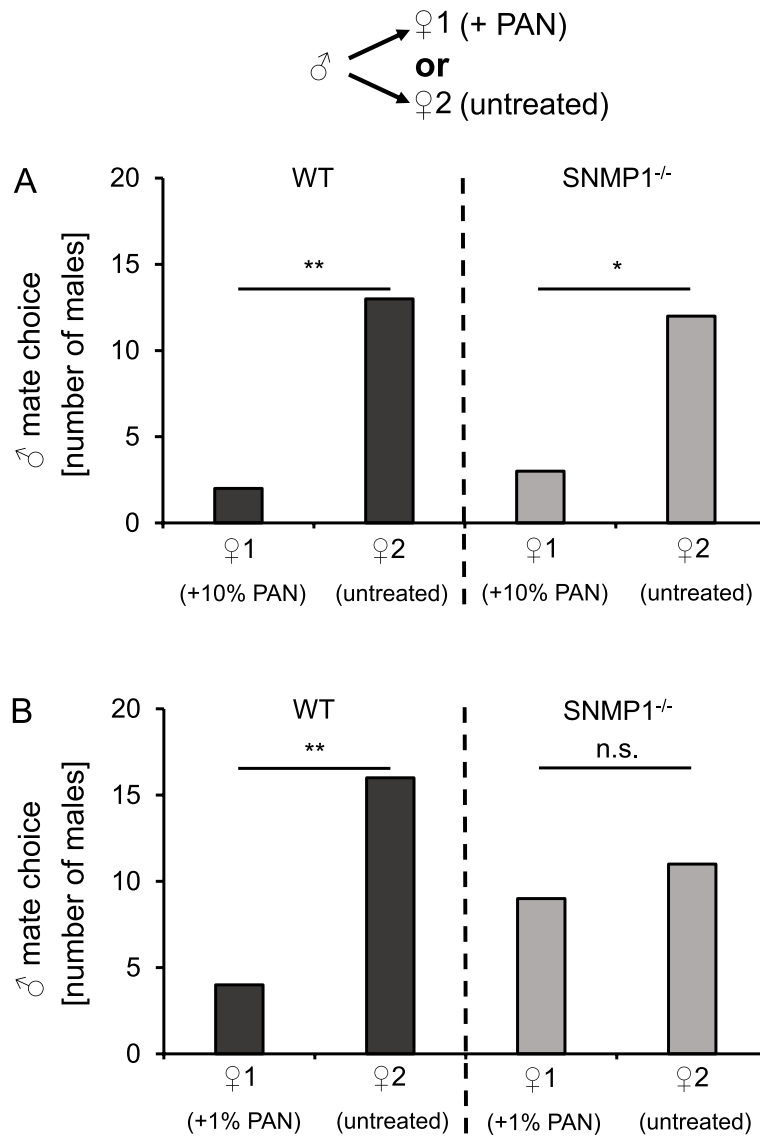 ♀1 (+ PAN)
♂ or
♀2 (untreated)
A
WT SNMP1-/-
** *
♂ mate choice
[number of males]
20
15
10
5
0
♀1 ♀2 ♀1 ♀2
(+10% PAN) (untreated) (+10% PAN) (untreated)
B
WT SNMP1-/-
** n.s.
♂ mate choice
[number of males]
20
15
10
5
0
♀1 ♀2 ♀1 ♀2
(+1% PAN) (untreated) (+1% PAN) (untreated)